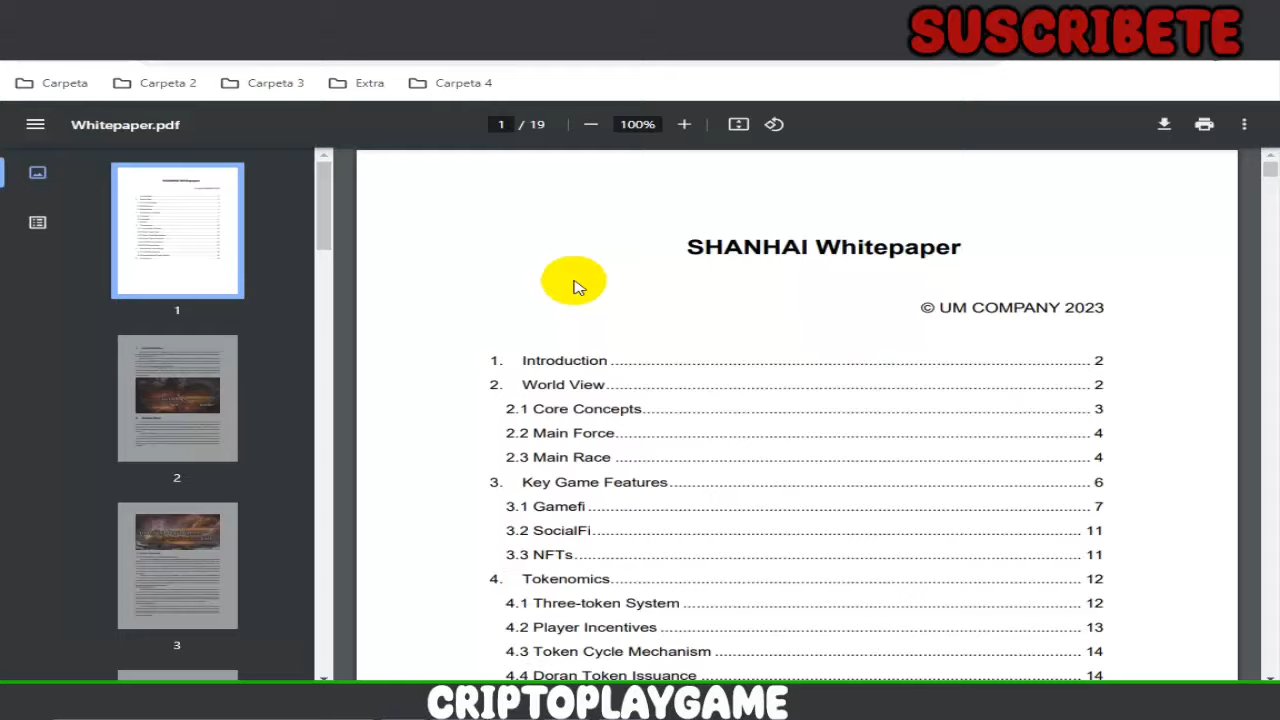 SUSCRIBETE
Carpeta Carpeta 2 Carpeta 3 Extra Carpeta 4
Whitepaper.pdf 1 / 19 100%
1
2
3
SHANHAI Whitepaper
© UM COMPANY 2023
1. Introduction 2
2. World View 2
2.1 Core Concepts 3
2.2 Main Force 4
2.3 Main Race 4
3. Key Game Features 6
3.1 Gamefi 7
3.2 SocialFi 11
3.3 NFTs 11
4. Tokenomics 12
4.1 Three-token System 12
4.2 Player Incentives 13
4.3 Token Cycle Mechanism 14
4.4 Doran Token Issuance 14
CRIPTOPLAYGAME